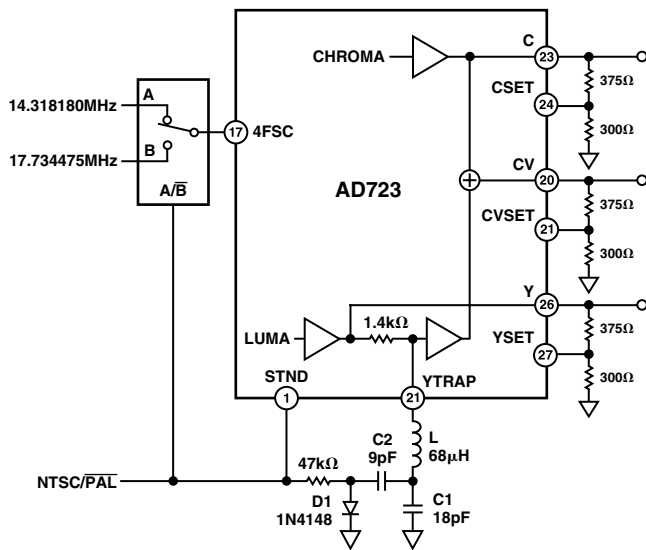 CHROMA
C
23
375Ω
CSET
24
300Ω
14.318180MHz
A
17
4FSC
17.734475MHz
B
A/B̅
AD723
CV
20
375Ω
CVSET
21
300Ω
Y
26
375Ω
1.4kΩ
LUMA
YSET
27
300Ω
STND
1
YTRAP
21
C2
9pF
L
68μH
47kΩ
NTSC/P̅A̅L̅
D1
1N4148
C1
18pF